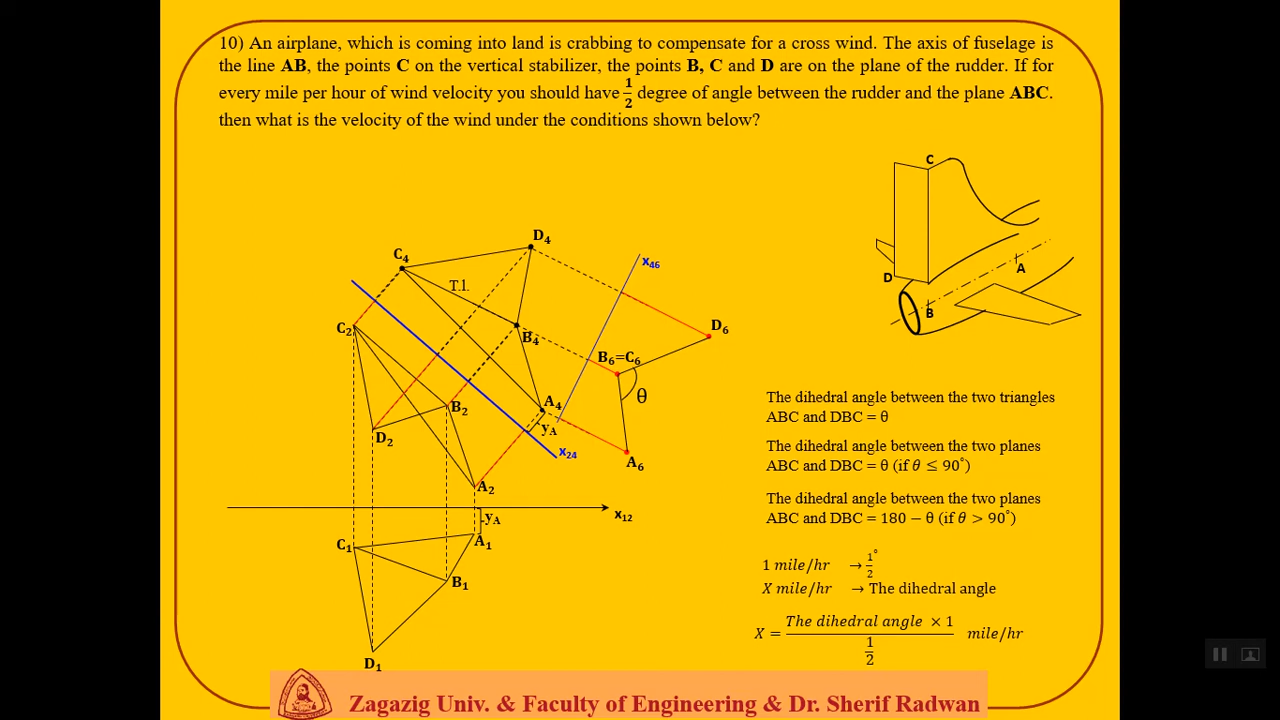 10) An airplane, which is coming into land is crabbing to compensate for a cross wind. The axis of fuselage is
the line AB, the points C on the vertical stabilizer, the points B, C and D are on the plane of the rudder. If for
every mile per hour of wind velocity you should have 1/2 degree of angle between the rudder and the plane ABC.
then what is the velocity of the wind under the conditions shown below?
C
D
A
B
D₄
C₄
T.l.
x₄₆
C₂
B₄
D₆
B₆=C₆
θ
B₂
A₄
y_A
D₂
x₂₄
A₆
A₂
x₁₂
y_A
C₁
A₁
B₁
D₁
The dihedral angle between the two triangles
ABC and DBC = θ
The dihedral angle between the two planes
ABC and DBC = θ (if θ ≤ 90°)
The dihedral angle between the two planes
ABC and DBC = 180 − θ (if θ > 90°)
1 mile/hr → 1/2°
X mile/hr → The dihedral angle
X = The dihedral angle × 1 / 1/2 mile/hr
Zagazig Univ. & Faculty of Engineering & Dr. Sherif Radwan